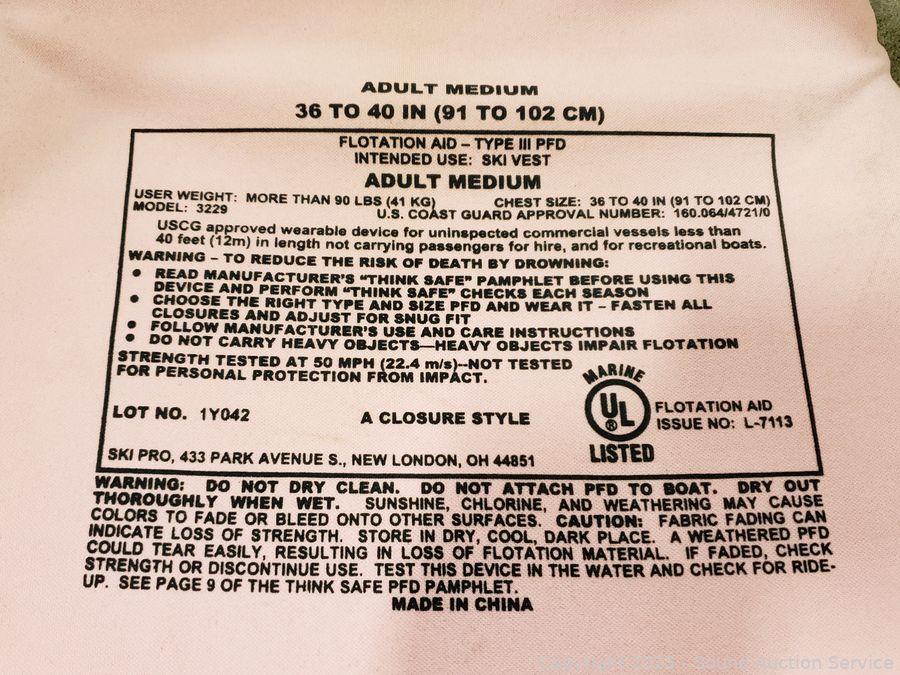 ADULT MEDIUM
36 TO 40 IN (91 TO 102 CM)
FLOTATION AID – TYPE III PFD
INTENDED USE: SKI VEST
ADULT MEDIUM
USER WEIGHT: MORE THAN 90 LBS (41 KG) CHEST SIZE: 36 TO 40 IN (91 TO 102 CM)
MODEL: 3229 U.S. COAST GUARD APPROVAL NUMBER: 160.064/4721/0
USCG approved wearable device for uninspected commercial vessels less than
40 feet (12m) in length not carrying passengers for hire, and for recreational boats.
WARNING – TO REDUCE THE RISK OF DEATH BY DROWNING:
• READ MANUFACTURER'S “THINK SAFE” PAMPHLET BEFORE USING THIS
DEVICE AND PERFORM “THINK SAFE” CHECKS EACH SEASON
• CHOOSE THE RIGHT TYPE AND SIZE PFD AND WEAR IT – FASTEN ALL
CLOSURES AND ADJUST FOR SNUG FIT
• FOLLOW MANUFACTURER'S USE AND CARE INSTRUCTIONS
• DO NOT CARRY HEAVY OBJECTS—HEAVY OBJECTS IMPAIR FLOTATION
STRENGTH TESTED AT 50 MPH (22.4 m/s)--NOT TESTED
FOR PERSONAL PROTECTION FROM IMPACT.
MARINE
UL ®
LISTED
FLOTATION AID
ISSUE NO: L-7113
LOT NO. 1Y042 A CLOSURE STYLE
SKI PRO, 433 PARK AVENUE S., NEW LONDON, OH 44851
WARNING: DO NOT DRY CLEAN. DO NOT ATTACH PFD TO BOAT. DRY OUT
THOROUGHLY WHEN WET. SUNSHINE, CHLORINE, AND WEATHERING MAY CAUSE
COLORS TO FADE OR BLEED ONTO OTHER SURFACES. CAUTION: FABRIC FADING CAN
INDICATE LOSS OF STRENGTH. STORE IN DRY, COOL, DARK PLACE. A WEATHERED PFD
COULD TEAR EASILY, RESULTING IN LOSS OF FLOTATION MATERIAL. IF FADED, CHECK
STRENGTH OR DISCONTINUE USE. TEST THIS DEVICE IN THE WATER AND CHECK FOR RIDE-
UP. SEE PAGE 9 OF THE THINK SAFE PFD PAMPHLET.
MADE IN CHINA
Sound Auction Service